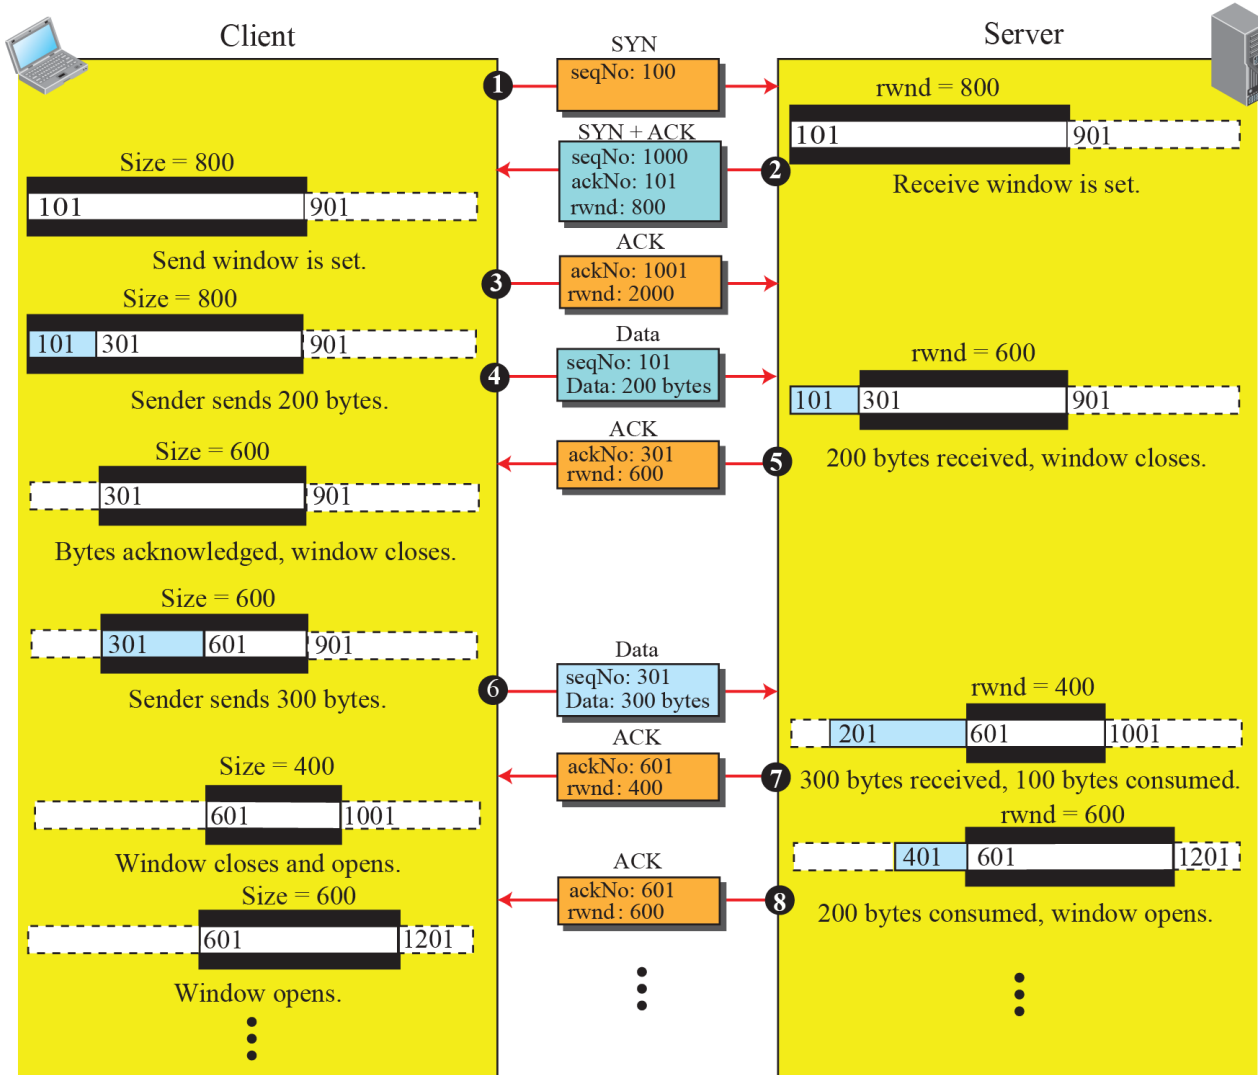 Client
SYN
Server
1
seqNo: 100
rwnd = 800
101
901
SYN + ACK
seqNo: 1000
ackNo: 101
rwnd: 800
2
Receive window is set.
Size = 800
101
901
Send window is set.
ACK
3
ackNo: 1001
rwnd: 2000
Size = 800
101
301
901
Sender sends 200 bytes.
Data
4
seqNo: 101
Data: 200 bytes
rwnd = 600
101
301
901
200 bytes received, window closes.
ACK
ackNo: 301
rwnd: 600
5
Size = 600
301
901
Bytes acknowledged, window closes.
Size = 600
301
601
901
Sender sends 300 bytes.
Data
6
seqNo: 301
Data: 300 bytes
rwnd = 400
201
601
1001
300 bytes received, 100 bytes consumed.
ACK
ackNo: 601
rwnd: 400
7
Size = 400
601
1001
Window closes and opens.
rwnd = 600
401
601
1201
200 bytes consumed, window opens.
ACK
ackNo: 601
rwnd: 600
8
Size = 600
601
1201
Window opens.